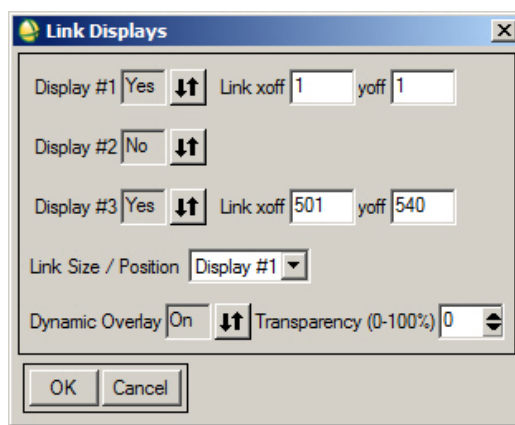 Link Displays
Display #1 Yes Link xoff 1 yoff 1
Display #2 No
Display #3 Yes Link xoff 501 yoff 540
Link Size / Position Display #1
Dynamic Overlay On Transparency (0-100%) 0
OK Cancel